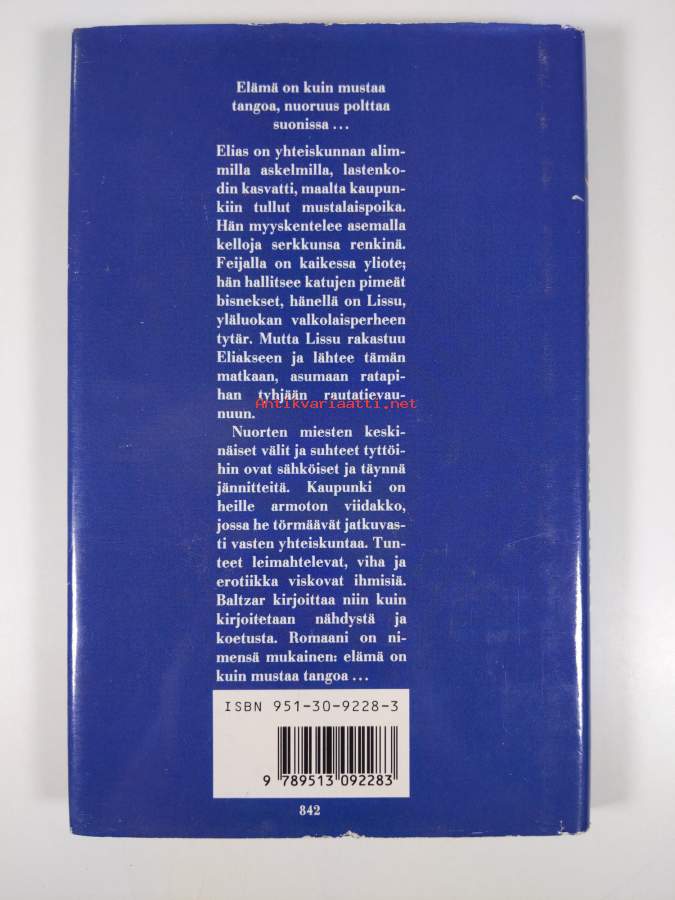 Elämä on kuin mustaa
tangoa, nuoruus polttaa
suonissa ...
Elias on yhteiskunnan alim-
milla askelmilla, lastenko-
din kasvatti, maalta kaupun-
kiin tullut mustalaispoika.
Hän myyskentelee asemalla
kelloja serkkunsa renkinä.
Feijalla on kaikessa yliote;
hän hallitsee katujen pimeät
bisnekset, hänellä on Lissu,
yläluokan valkolaisperheen
tytär. Mutta Lissu rakastuu
Eliakseen ja lähtee tämän
matkaan, asumaan ratapi-
han tyhjään rautatievau-
Antikvariaatti.net
nuun.
Nuorten miesten keski-
näiset välit ja suhteet tyttöi-
hin ovat sähköiset ja täynnä
jännitteitä. Kaupunki on
heille armoton viidakko,
jossa he törmäävät jatkuvas-
ti vasten yhteiskuntaa. Tun-
teet leimahtelevat, viha ja
erotiikka viskovat ihmisiä.
Baltzar kirjoittaa niin kuin
kirjoitetaan nähdystä ja
koetusta. Romaani on ni-
mensä mukainen: elämä on
kuin mustaa tangoa ...
ISBN 951-30-9228-3
9 789513 092283
842